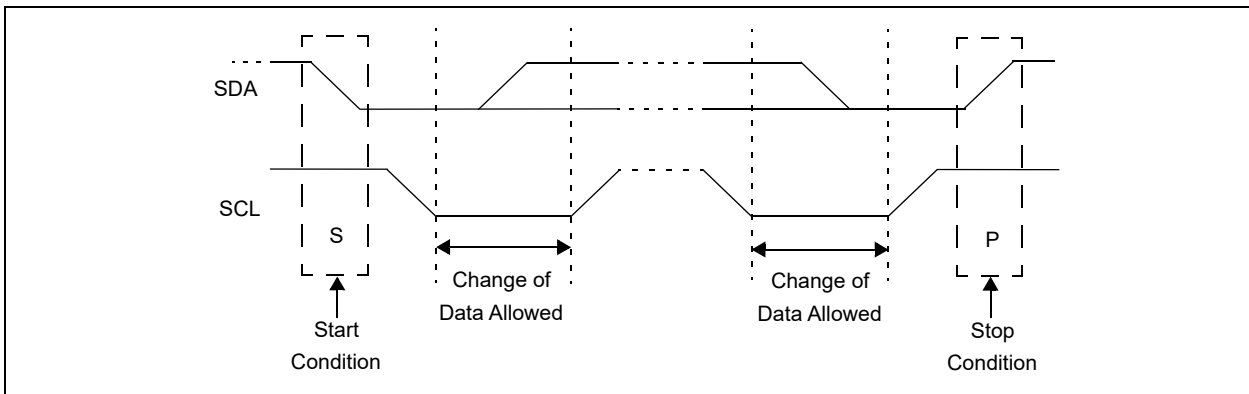 SDA
SCL
S
P
Change of
Data Allowed
Change of
Data Allowed
Start
Condition
Stop
Condition